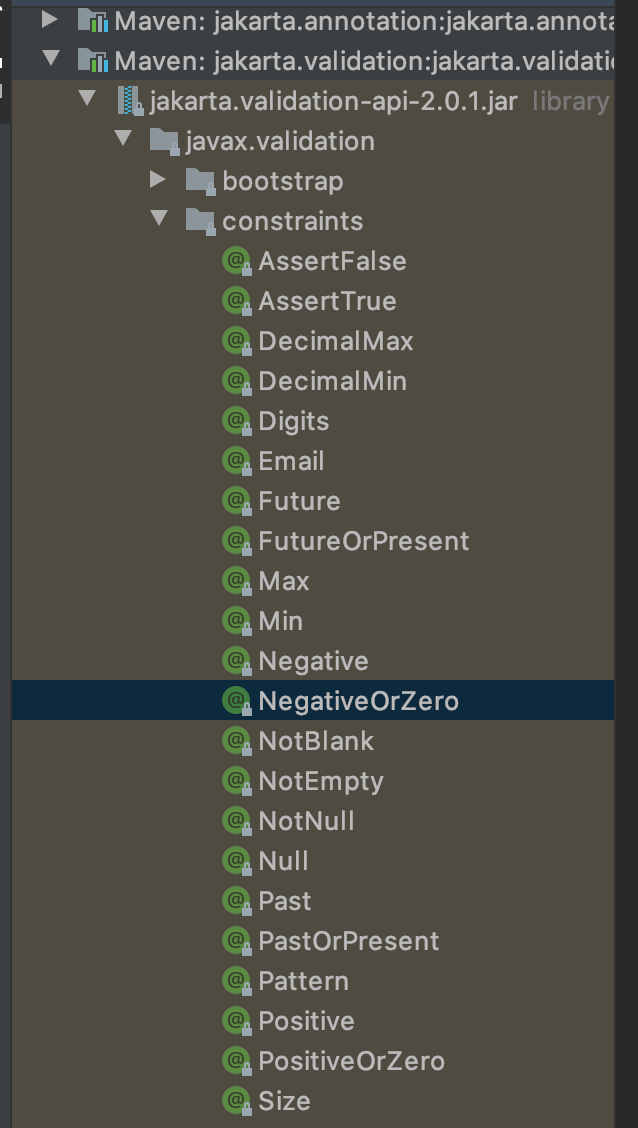 Maven: jakarta.annotation:jakarta.annota
Maven: jakarta.validation:jakarta.validati
jakarta.validation-api-2.0.1.jar library
javax.validation
bootstrap
constraints
@ AssertFalse
@ AssertTrue
@ DecimalMax
@ DecimalMin
@ Digits
@ Email
@ Future
@ FutureOrPresent
@ Max
@ Min
@ Negative
@ NegativeOrZero
@ NotBlank
@ NotEmpty
@ NotNull
@ Null
@ Past
@ PastOrPresent
@ Pattern
@ Positive
@ PositiveOrZero
@ Size